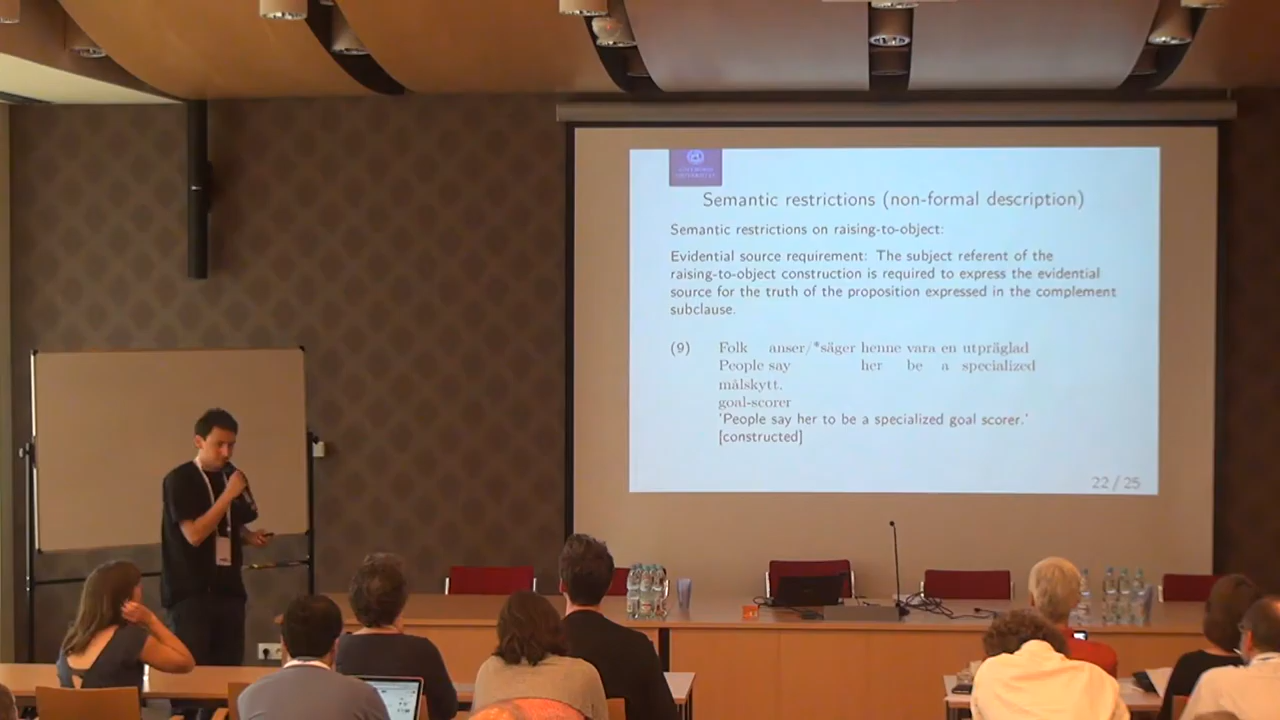 Semantic restrictions (non-formal description)
Semantic restrictions on raising-to-object:
Evidential source requirement: The subject referent of the
raising-to-object construction is required to express the evidential
source for the truth of the proposition expressed in the complement
subclause.
(9) Folk anser/*säger henne vara en utpräglad
People say her be a specialized
målskytt.
goal-scorer
'People say her to be a specialized goal scorer.'
[constructed]
22 / 25